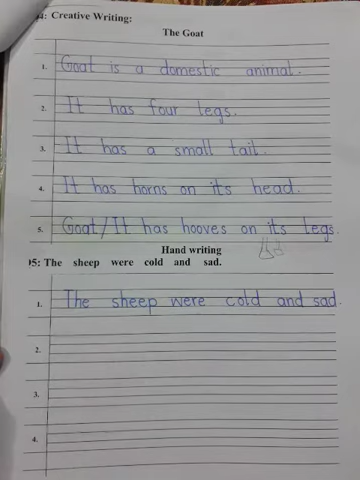 4: Creative Writing:
The Goat
1. Goat is a domestic animal.
2. It has four legs.
3. It has a small tail.
4. It has horns on its head.
5. Goat/It has hooves on its legs.
Hand writing
5: The sheep were cold and sad.
1. The sheep were cold and sad.
2.
3.
4.